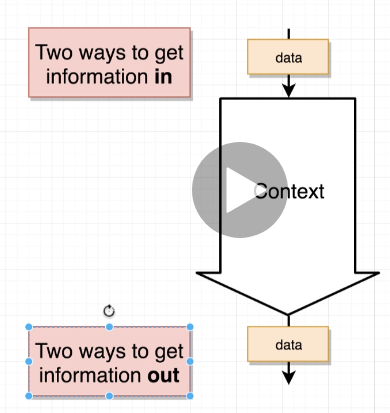 Two ways to get
information in
data
Context
Two ways to get
information out
data